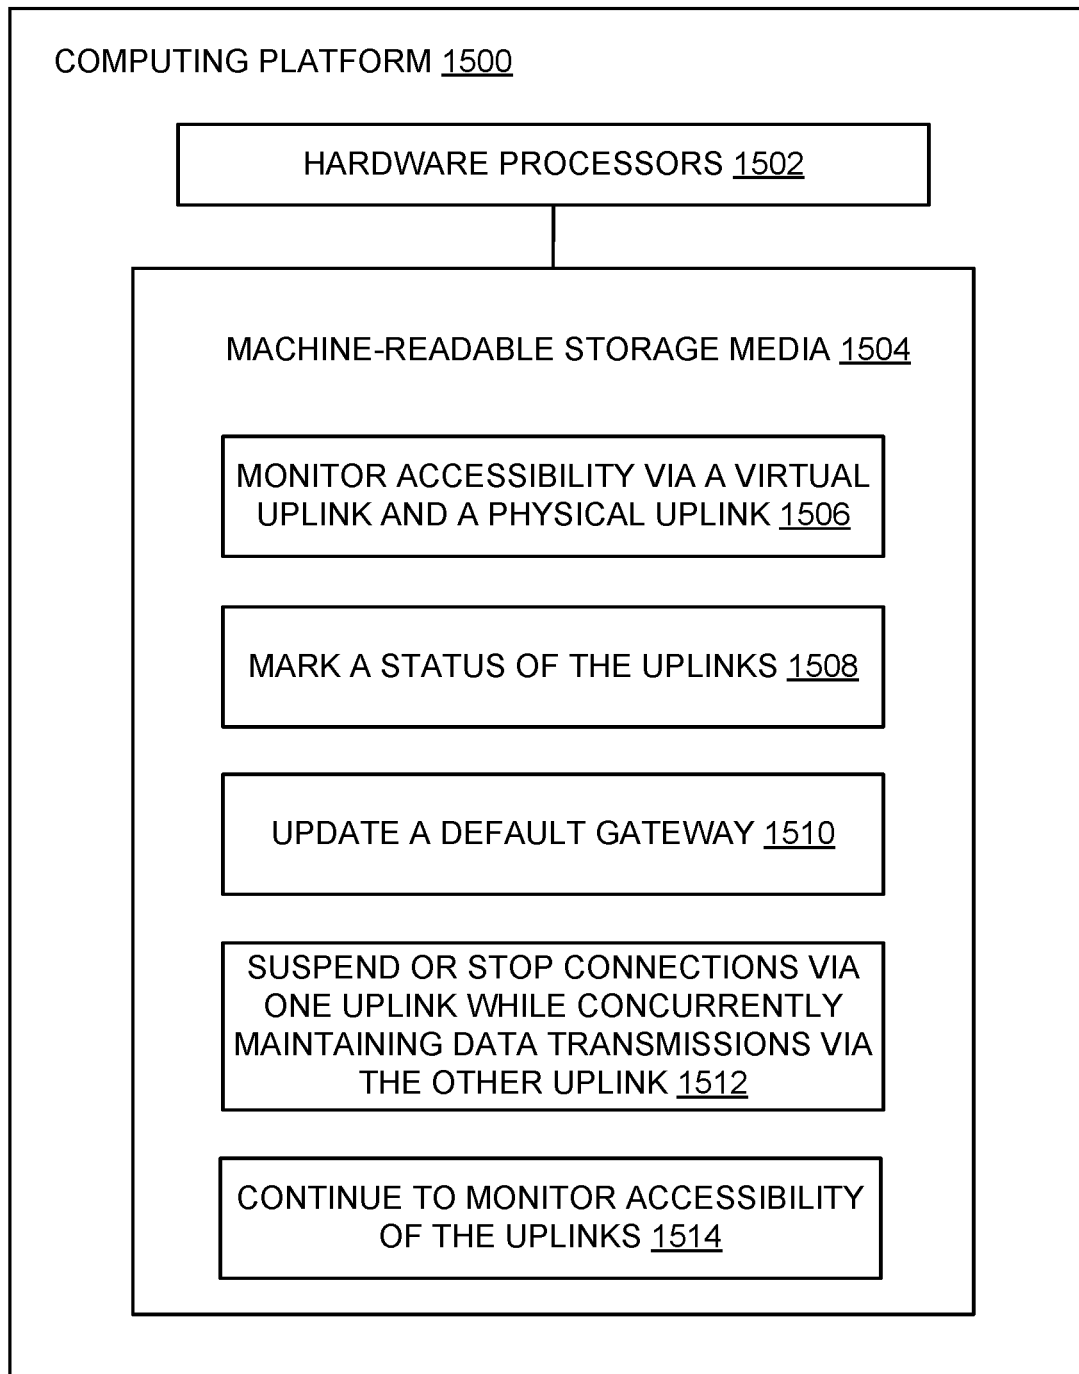 COMPUTING PLATFORM 1500
HARDWARE PROCESSORS 1502
MACHINE-READABLE STORAGE MEDIA 1504
MONITOR ACCESSIBILITY VIA A VIRTUAL
UPLINK AND A PHYSICAL UPLINK 1506
MARK A STATUS OF THE UPLINKS 1508
UPDATE A DEFAULT GATEWAY 1510
SUSPEND OR STOP CONNECTIONS VIA
ONE UPLINK WHILE CONCURRENTLY
MAINTAINING DATA TRANSMISSIONS VIA
THE OTHER UPLINK 1512
CONTINUE TO MONITOR ACCESSIBILITY
OF THE UPLINKS 1514